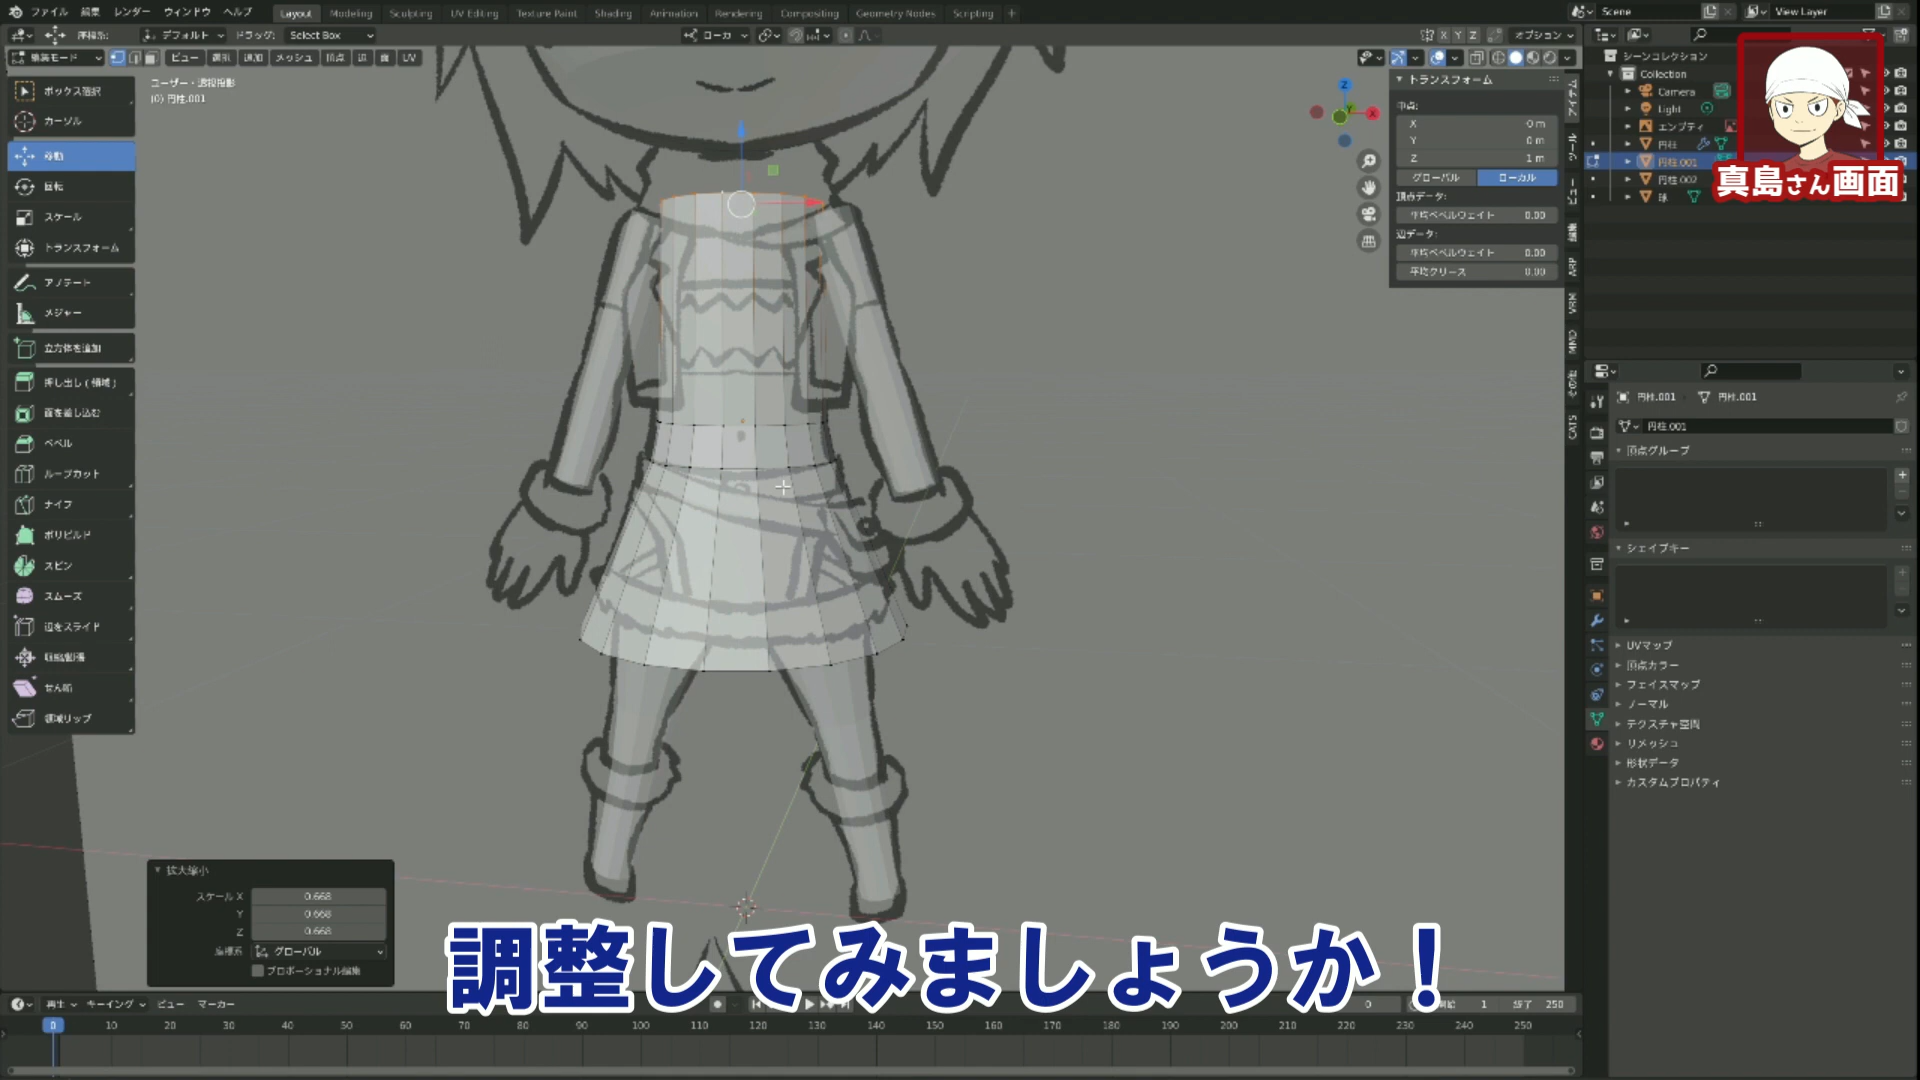 ファイル 編集 レンダー ウィンドウ ヘルプ Layout Modeling Sculpting UV Editing Texture Paint Shading Animation Rendering Compositing Geometry Nodes Scripting +
Scene View Layer
座標系: デフォルト ドラッグ: Select Box
オプション
編集モード ビュー 選択 追加 メッシュ 頂点 辺 面 UV
ユーザー・透視投影
(0) 円柱.001
ボックス選択
カーソル
移動
回転
スケール
トランスフォーム
アノテート
メジャー
立方体を追加
押し出し(領域)
面を差し込む
ベベル
ループカット
ナイフ
ポリビルド
スピン
スムーズ
辺をスライド
収縮/膨張
せん断
領域リップ
トランスフォーム
中点:
X 0 m
Y 0 m
Z 1 m
グローバル ローカル
頂点データ:
平均ベベルウェイト 0.00
辺データ:
平均ベベルウェイト 0.00
平均クリース 0.00
ARP
VRM
MMD
CATS
シーンコレクション
Collection
Camera
Light
エンプティ
円柱
円柱.001
円柱.002
球
真島さん画面
円柱.001 円柱.001
円柱.001
頂点グループ
シェイプキー
UVマップ
頂点カラー
フェイスマップ
ノーマル
テクスチャ空間
リメッシュ
形状データ
カスタムプロパティ
拡大縮小
スケール X 0.668
Y 0.668
Z 0.668
座標系 グローバル
プロポーショナル編集
調整してみましょうか!
再生 キーイング ビュー マーカー
0 開始 1 終了 250
0 10 20 30 40 50 60 70 80 90 100 110 120 130 140 150 160 170 180 190 200 210 220 230 240 250